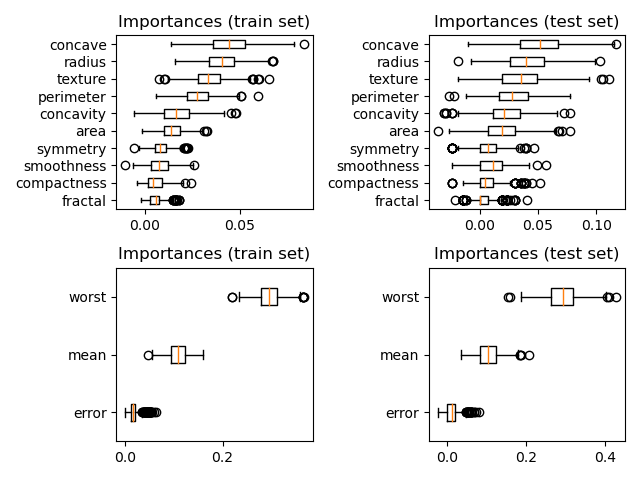 Importances (train set)
concave
radius
texture
perimeter
concavity
area
symmetry
smoothness
compactness
fractal
0.00 0.05
Importances (test set)
concave
radius
texture
perimeter
concavity
area
symmetry
smoothness
compactness
fractal
0.00 0.05 0.10
Importances (train set)
worst
mean
error
0.0 0.2
Importances (test set)
worst
mean
error
0.0 0.2 0.4